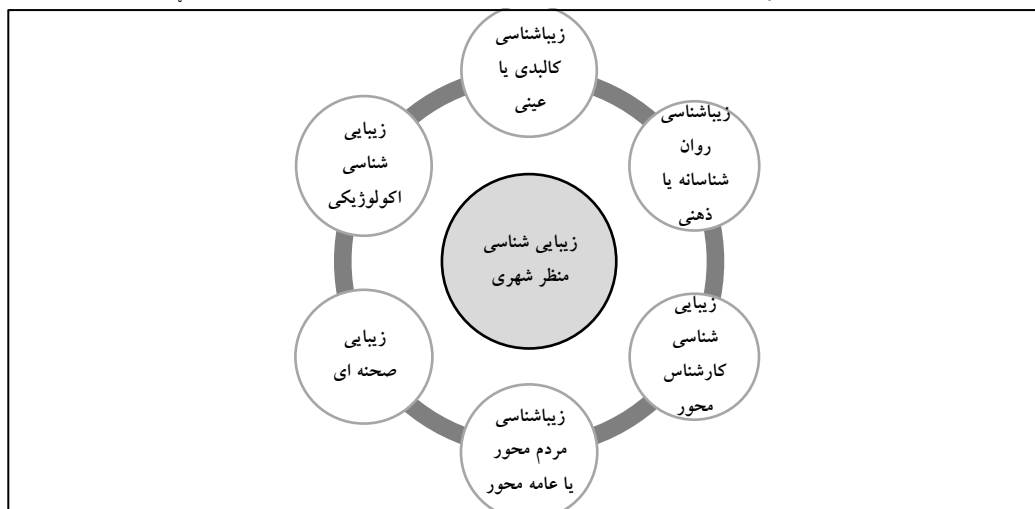 زیباشناسی
کالبدی یا
عینی
زیباشناسی
روان
شناسانه یا
ذهنی
زیبایی
شناسی
کارشناس
محور
زیباشناسی
مردم محور
یا عامه محور
زیبایی
صحنه ای
زیبایی
شناسی
اکولوژیکی
زیبایی شناسی
منظر شهری